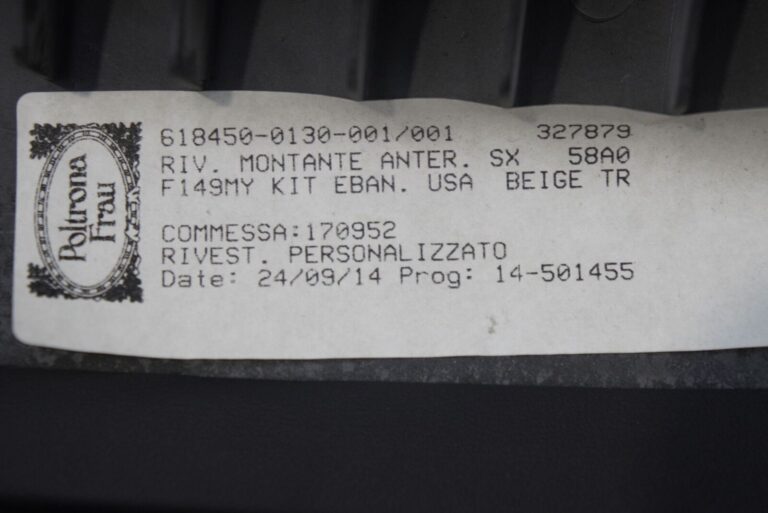 Poltrona
Frau
618450-0130-001/001 327879
RIV. MONTANTE ANTER. SX 58A0
F149MY KIT EBAN. USA BEIGE TR
COMMESSA:170952
RIVEST. PERSONALIZZATO
Date: 24/09/14 Prog: 14-501455